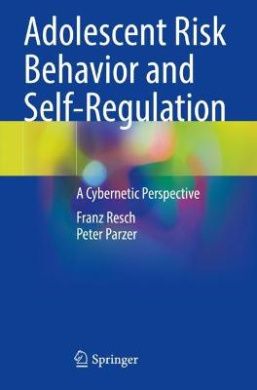 Adolescent Risk
Behavior and
Self-Regulation
A Cybernetic Perspective
Franz Resch
Peter Parzer
Springer